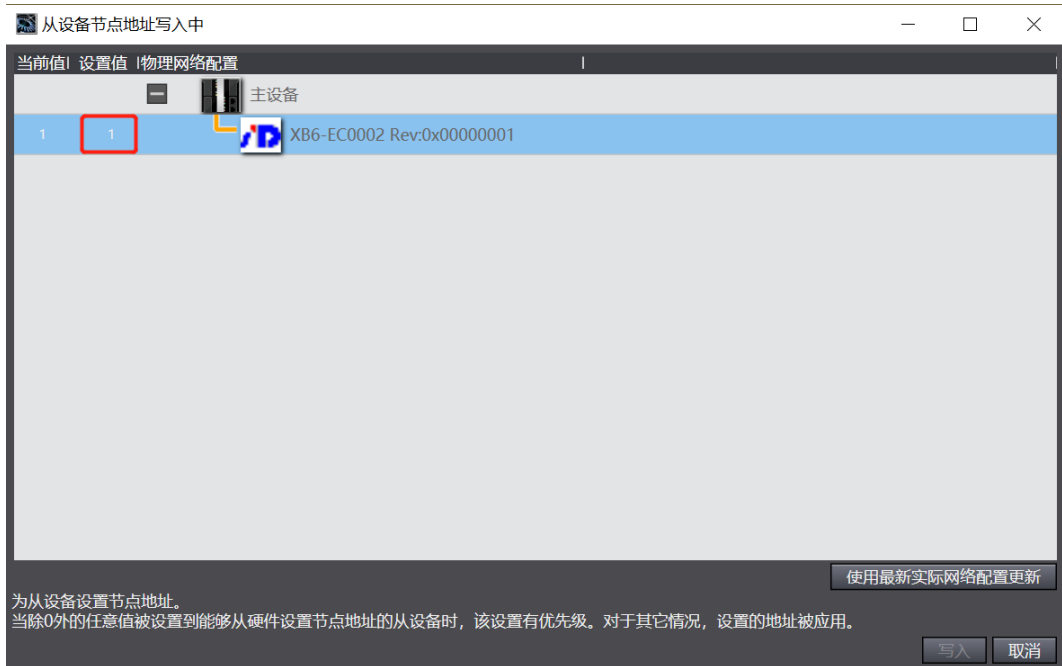 从设备节点地址写入中
当前值| 设置值 |物理网络配置
主设备
1 1 XB6-EC0002 Rev:0x00000001
使用最新实际网络配置更新
为从设备设置节点地址。
当除0外的任意值被设置到能够从硬件设置节点地址的从设备时，该设置有优先级。对于其它情况，设置的地址被应用。
写入 取消